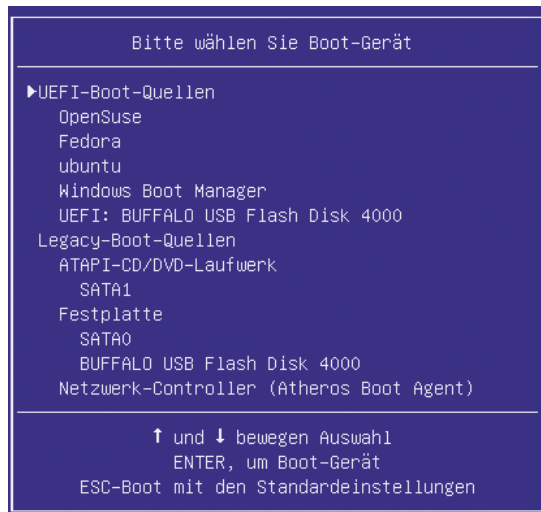 Bitte wählen Sie Boot-Gerät
▶UEFI-Boot-Quellen
OpenSuse
Fedora
ubuntu
Windows Boot Manager
UEFI: BUFFALO USB Flash Disk 4000
Legacy-Boot-Quellen
ATAPI-CD/DVD-Laufwerk
SATA1
Festplatte
SATA0
BUFFALO USB Flash Disk 4000
Netzwerk-Controller (Atheros Boot Agent)
↑ und ↓ bewegen Auswahl
ENTER, um Boot-Gerät
ESC-Boot mit den Standardeinstellungen